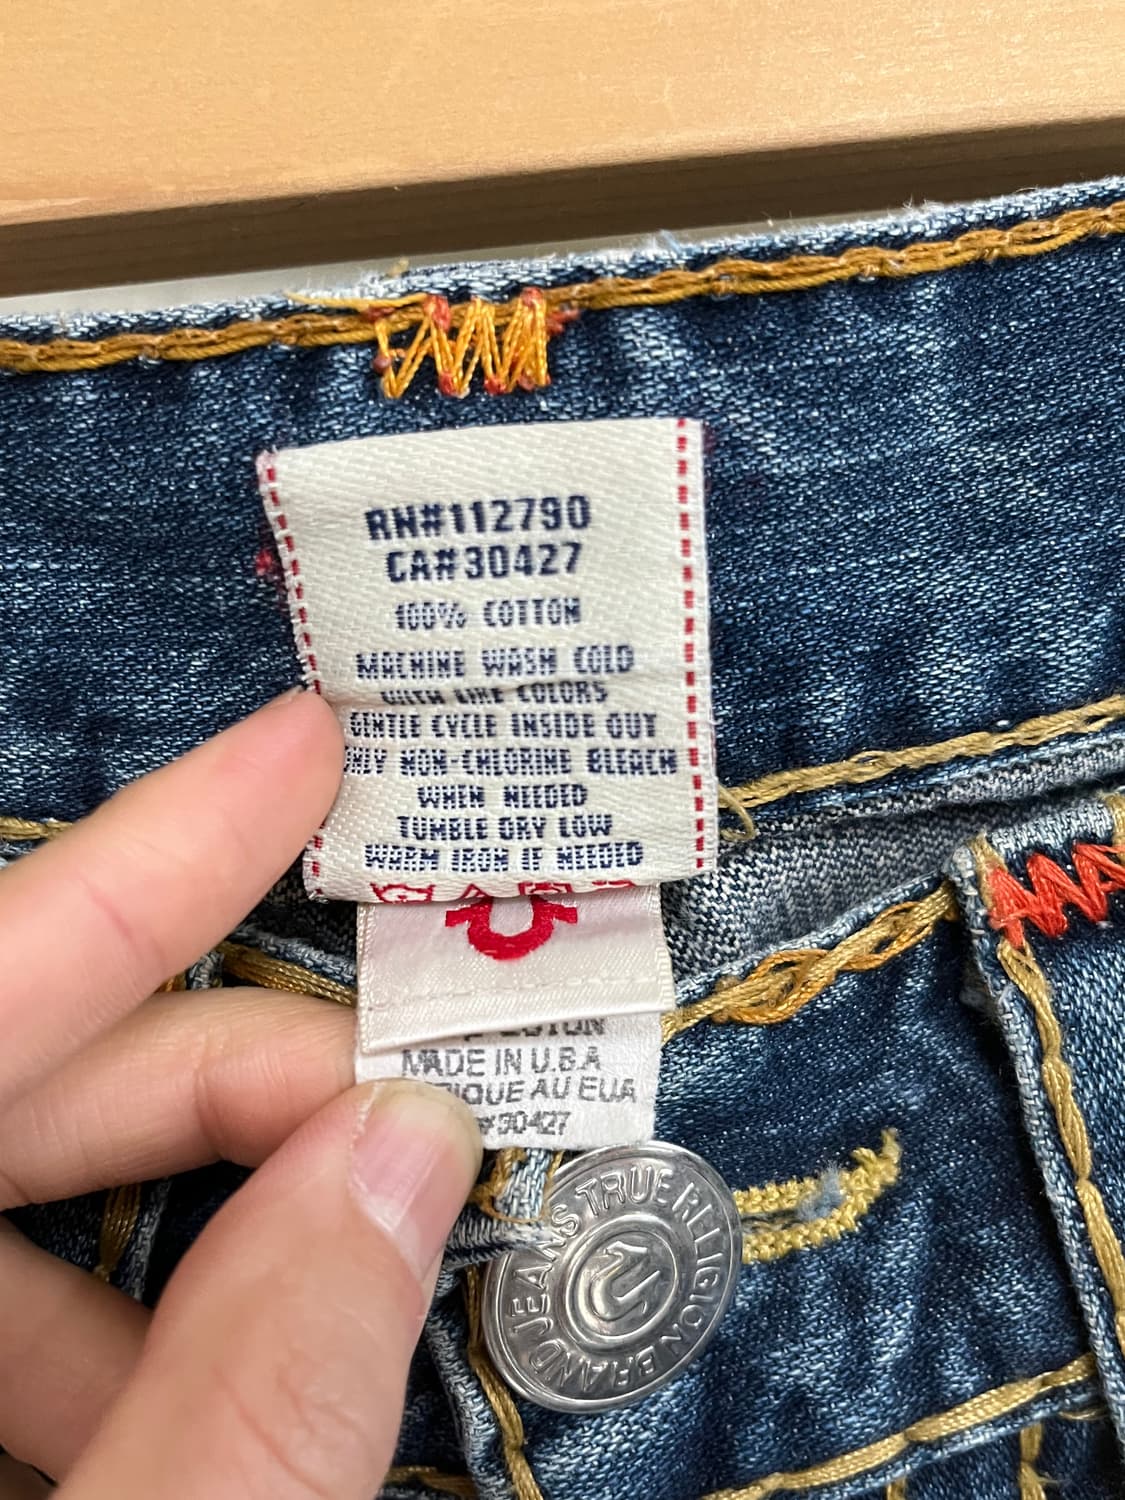 RN#112790
CA#30427
100% COTTON
MACHINE WASH COLD
WITH LIKE COLORS
GENTLE CYCLE INSIDE OUT
ONLY NON-CHLORINE BLEACH
WHEN NEEDED
TUMBLE DRY LOW
WARM IRON IF NEEDED
MADE IN U.S.A
AU EUA
#30427
TRUE RELIGION BRAND JEANS